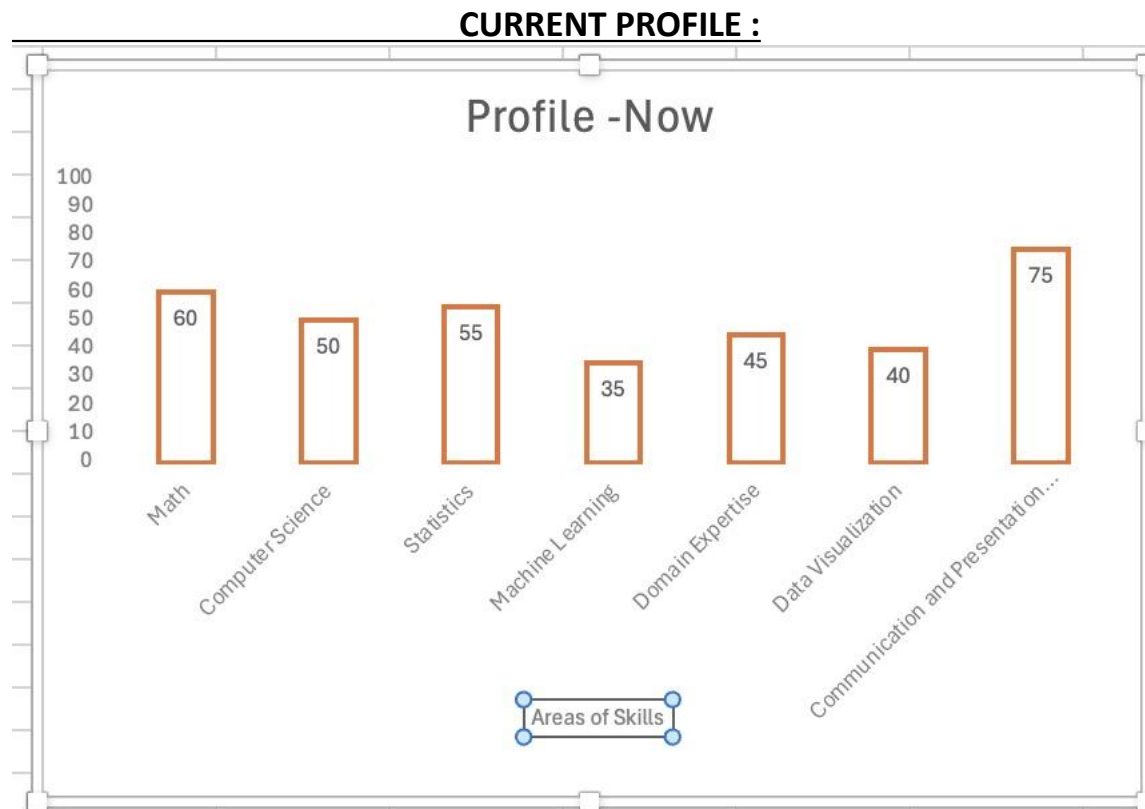 CURRENT PROFILE :
Profile -Now
100
90
80
70
60
50
40
30
20
10
0
60
50
55
35
45
40
75
Math
Computer Science
Statistics
Machine Learning
Domain Expertise
Data Visualization
Communication and Presentation...
Areas of Skills